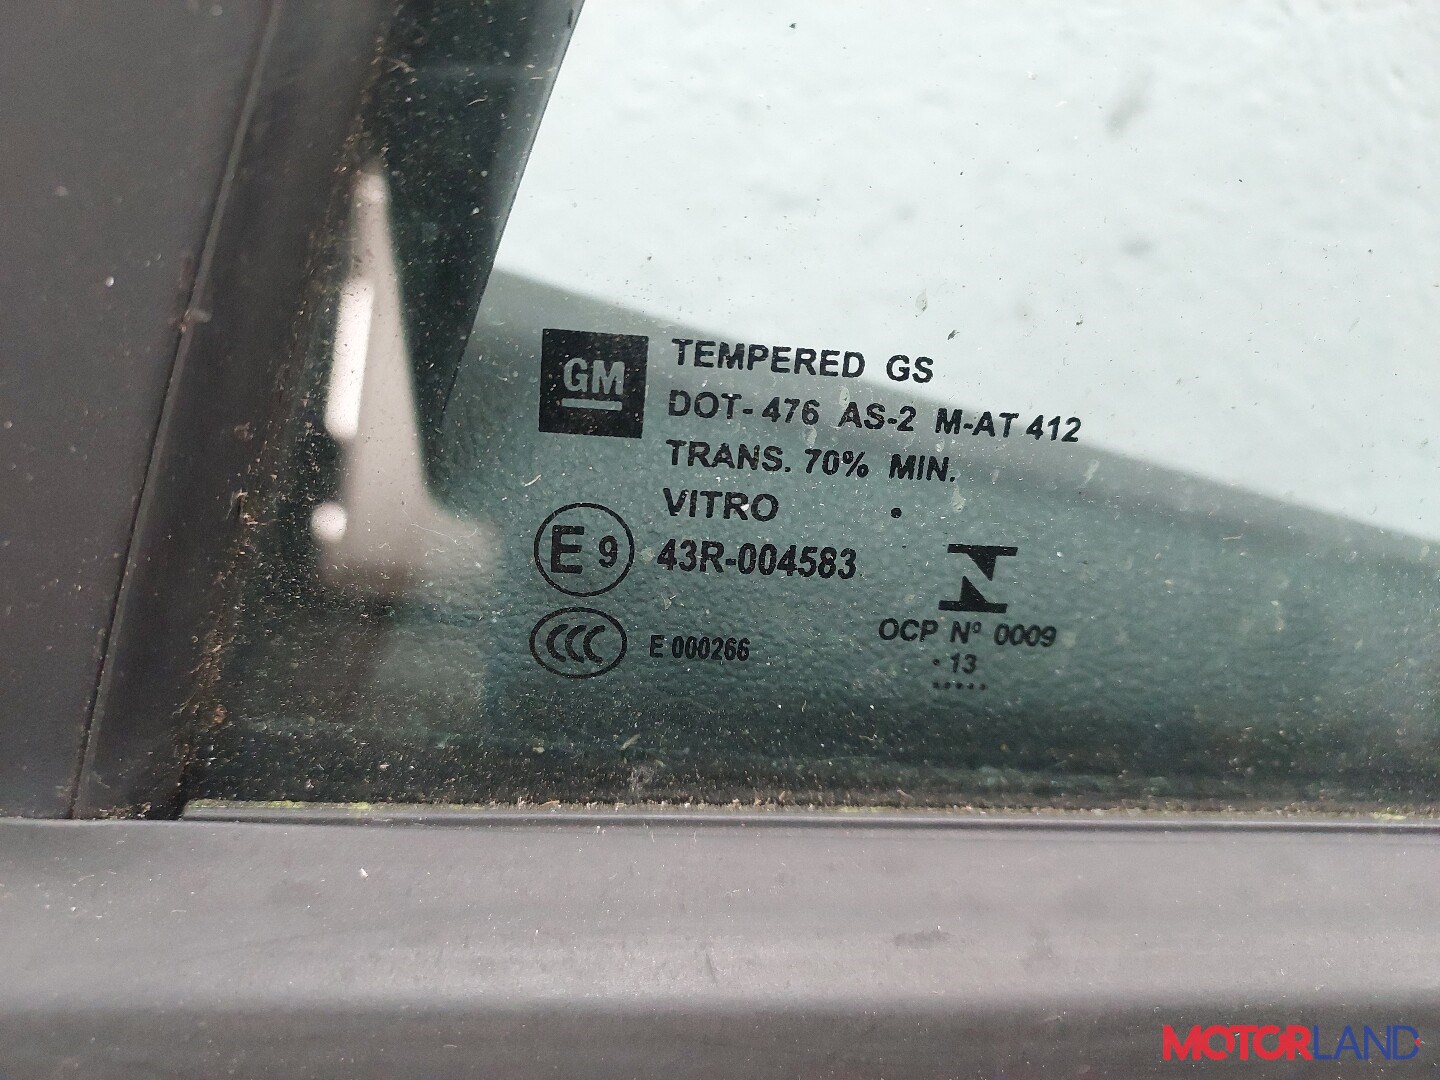 GM
TEMPERED GS
DOT-476 AS-2 M-AT 412
TRANS. 70% MIN.
VITRO
E 9
43R-004583
CCC
E 000266
OCP Nº 0009
13
MOTORLAND